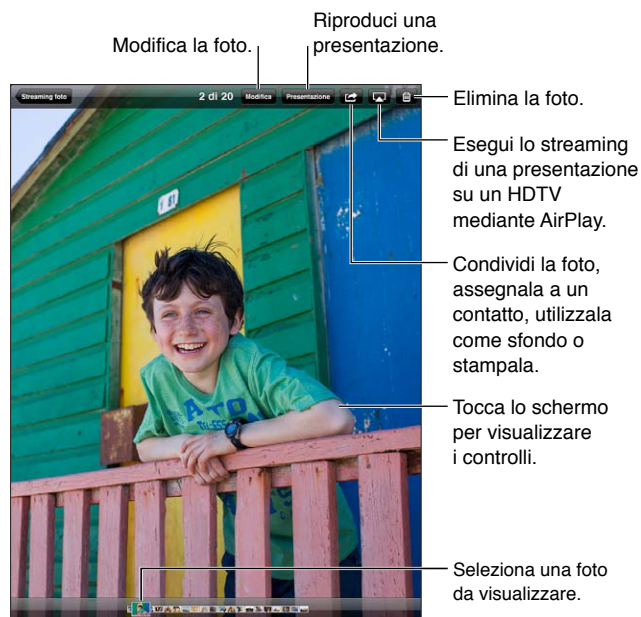 Riproduci una
Modifica la foto.
presentazione.
Streaming foto
2 di 20
Modifica
Presentazione
Elimina la foto.
Esegui lo streaming
di una presentazione
su un HDTV
mediante AirPlay.
Y 81
Condividi la foto,
assegnala a un
contatto, utilizzala
come sfondo o
stampala.
Tocca lo schermo
per visualizzare
i controlli.
Seleziona una foto
da visualizzare.